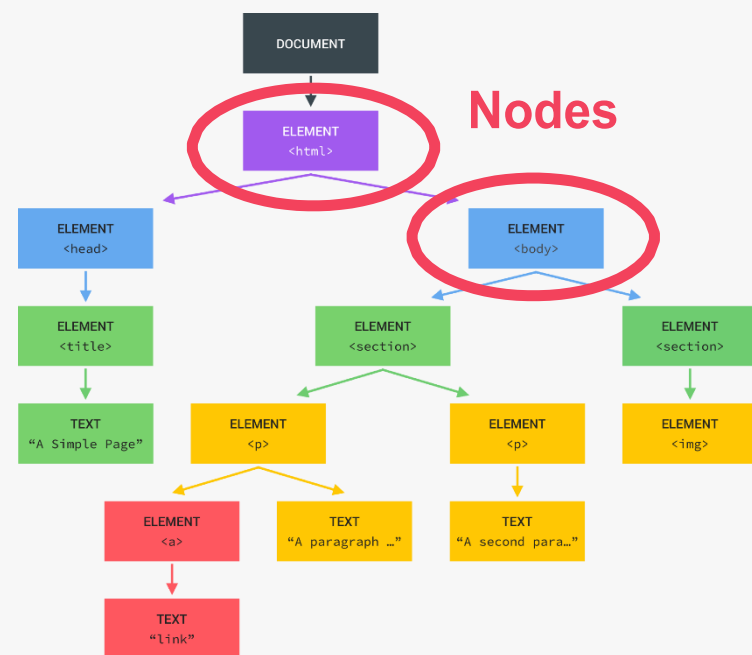 DOCUMENT
Nodes
ELEMENT
<html>
ELEMENT
<head>
ELEMENT
<body>
ELEMENT
<title>
ELEMENT
<section>
ELEMENT
<section>
TEXT
“A Simple Page”
ELEMENT
<p>
ELEMENT
<p>
ELEMENT
<img>
ELEMENT
<a>
TEXT
“A paragraph …”
TEXT
“A second para…”
TEXT
“link”